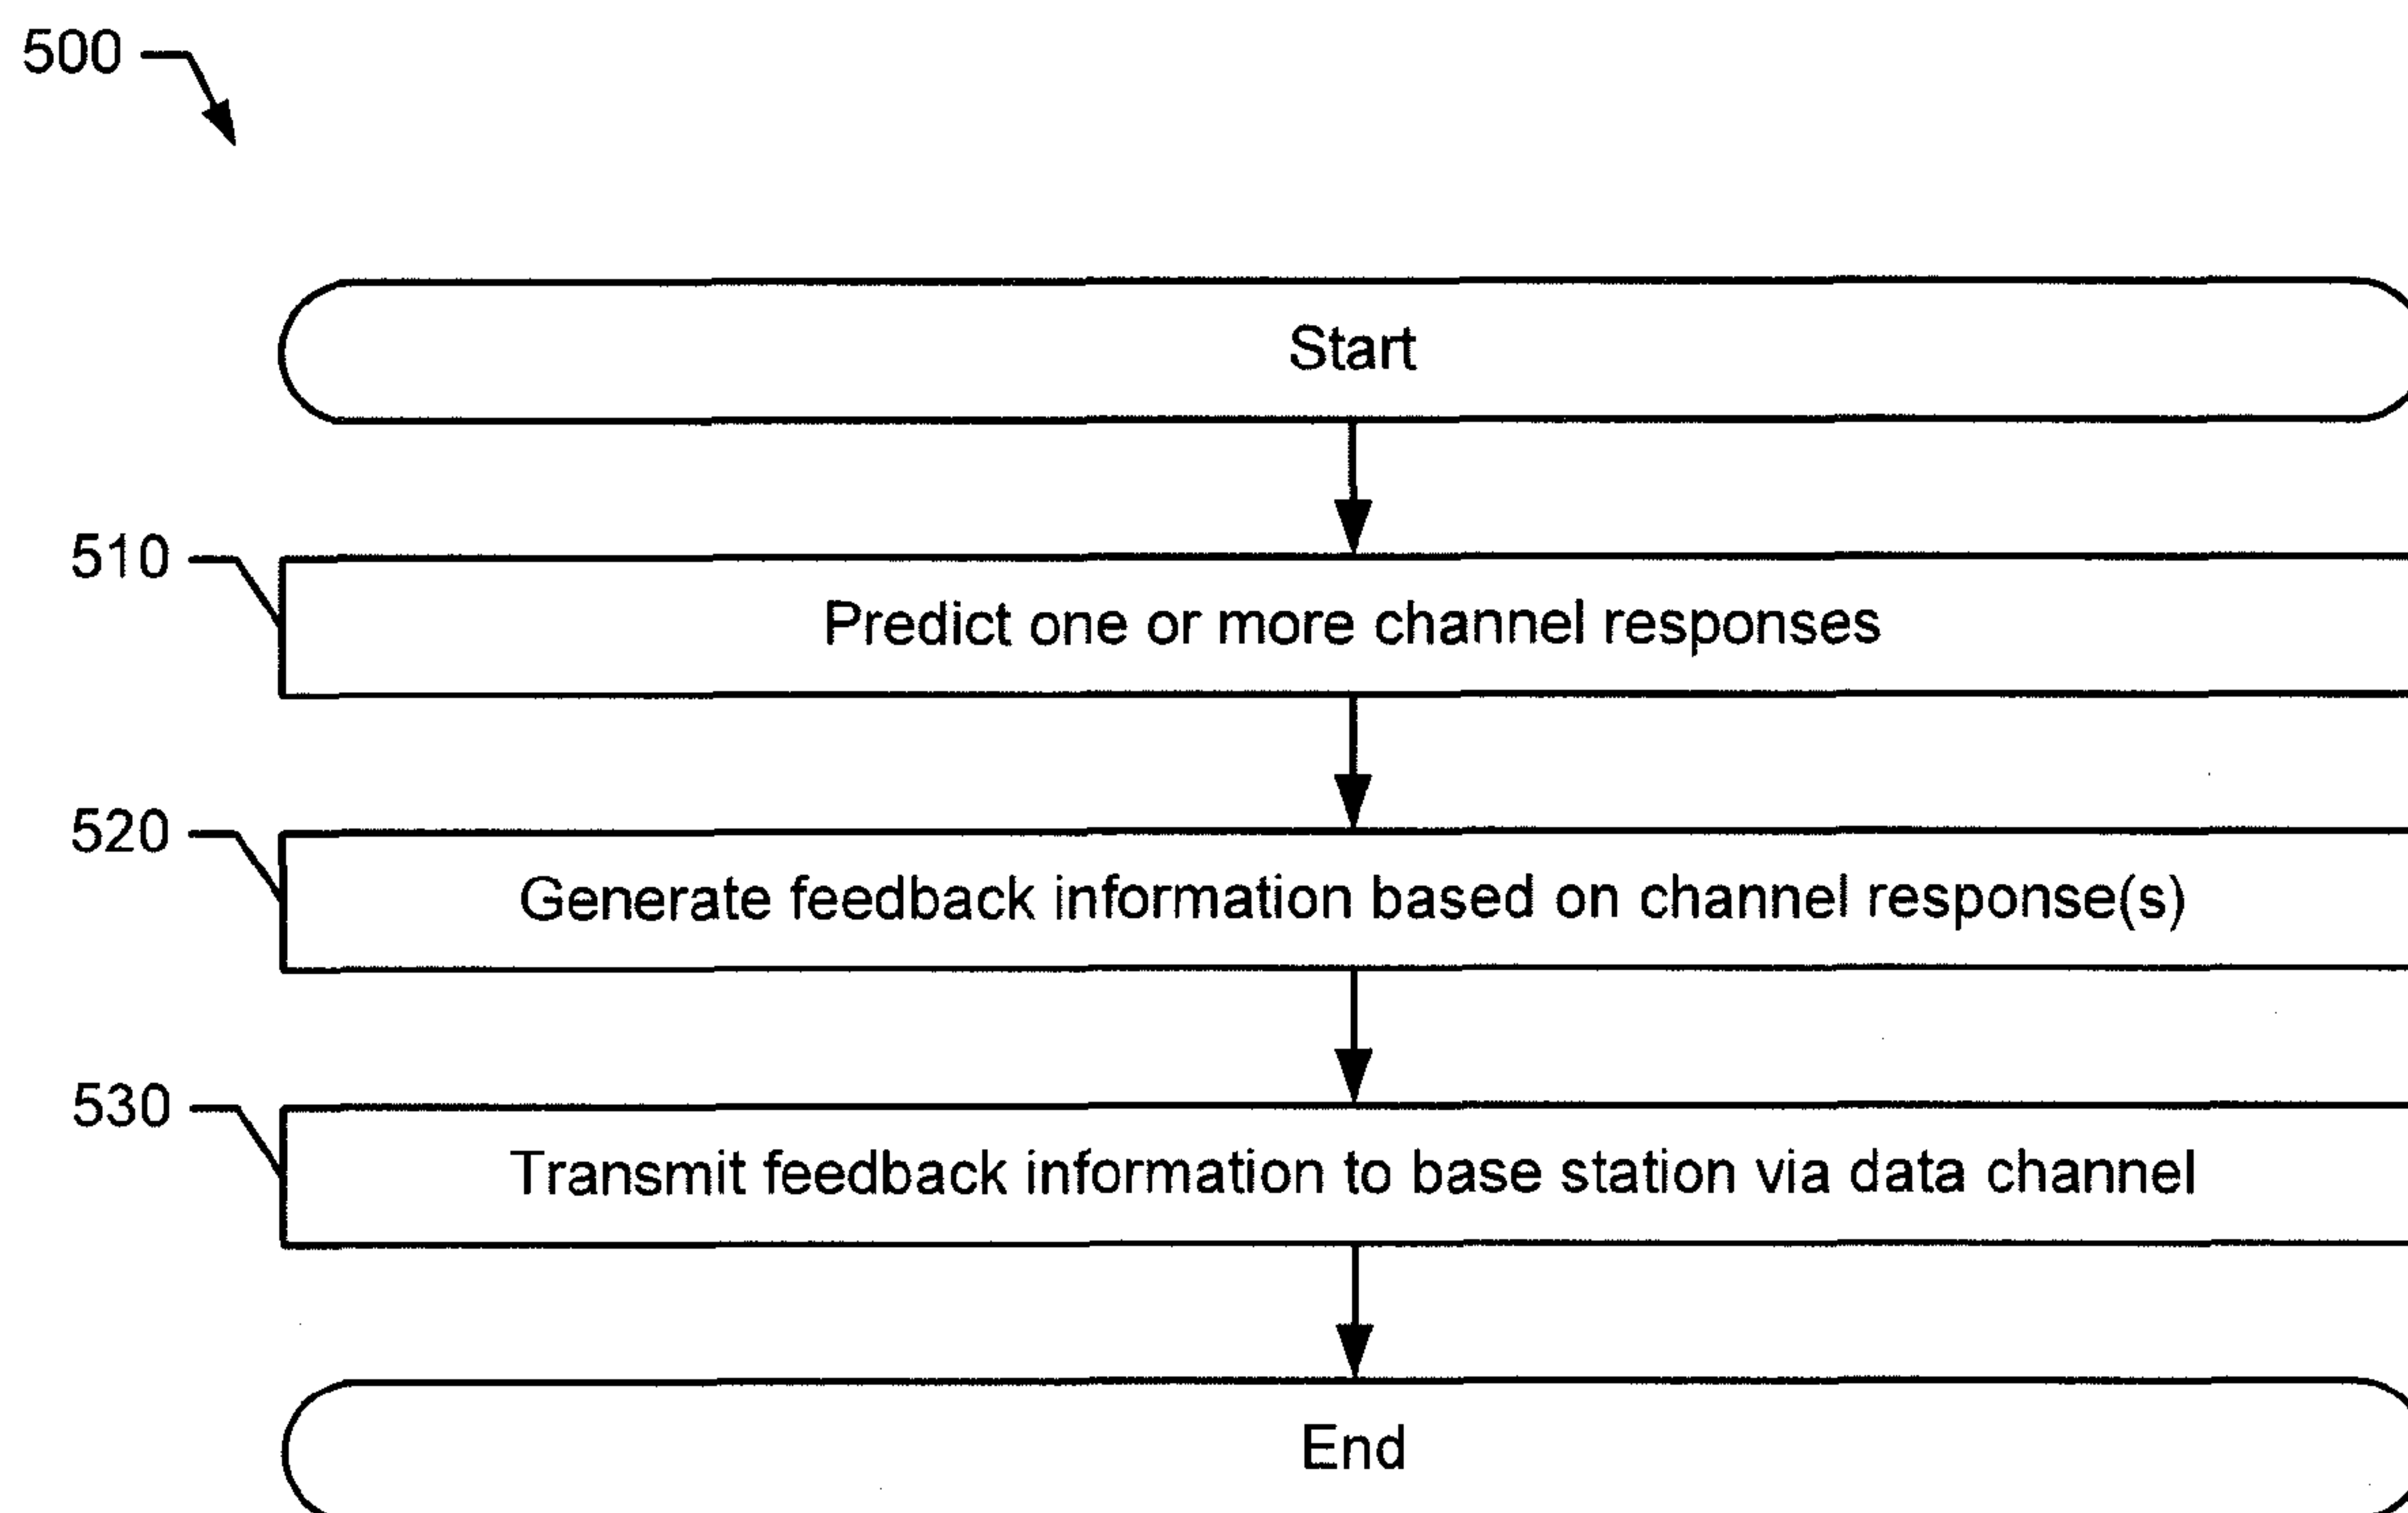 500
Start
510
Predict one or more channel responses
520
Generate feedback information based on channel response(s)
530
Transmit feedback information to base station via data channel
End